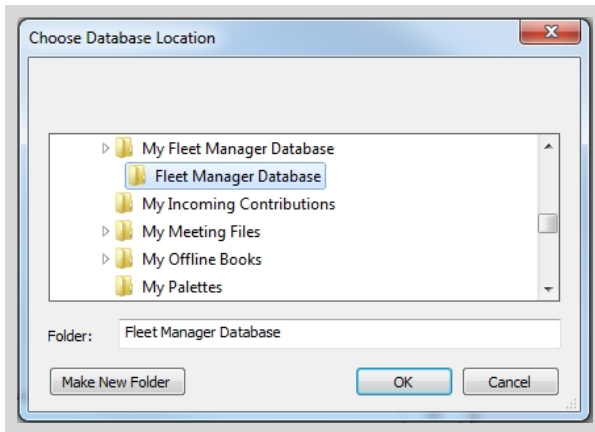 Choose Database Location
My Fleet Manager Database
Fleet Manager Database
My Incoming Contributions
My Meeting Files
My Offline Books
My Palettes
Folder: Fleet Manager Database
Make New Folder OK Cancel